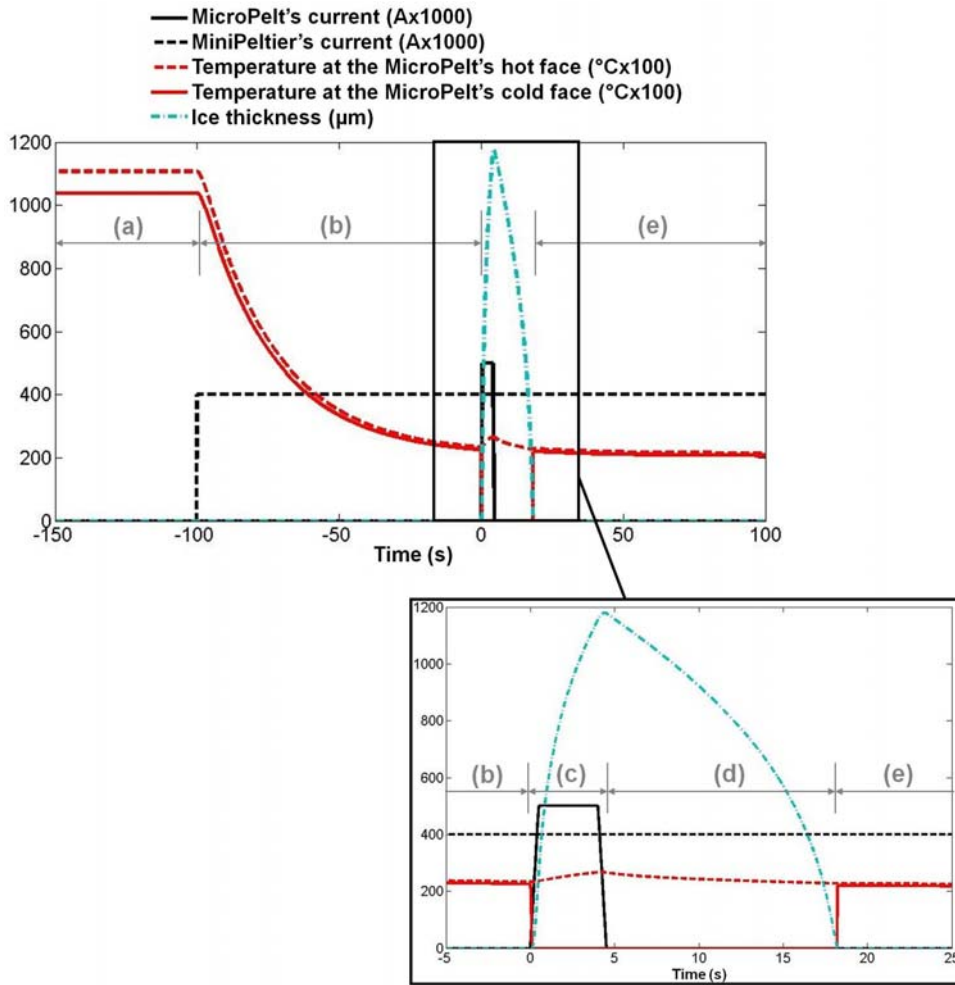 MicroPelt's current (Ax1000)
MiniPeltier's current (Ax1000)
Temperature at the MicroPelt's hot face (°Cx100)
Temperature at the MicroPelt's cold face (°Cx100)
Ice thickness (µm)
1200
1000
800
600
400
200
0
(a)
(b)
(e)
-150
-100
-50
0
50
100
Time (s)
1200
1000
800
600
400
200
0
(b)
(c)
(d)
(e)
-5
0
5
10
15
20
25
Time (s)